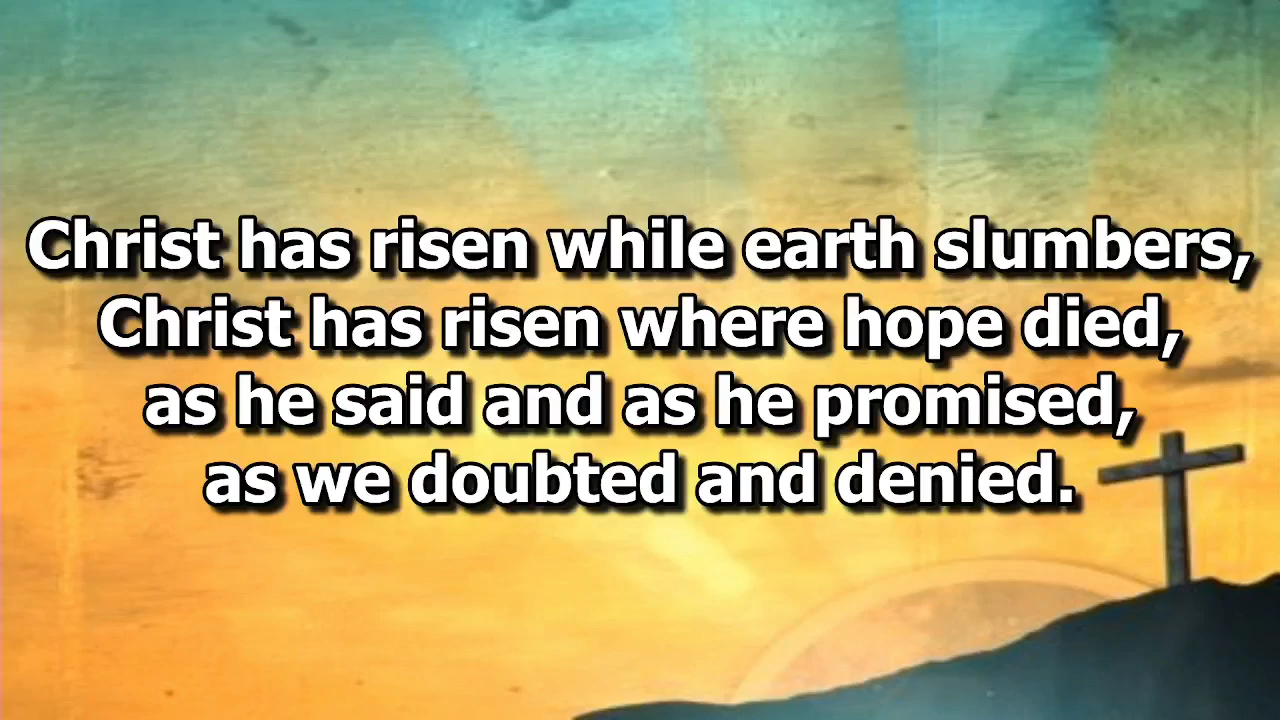 Christ has risen while earth slumbers,
Christ has risen where hope died,
as he said and as he promised,
as we doubted and denied.